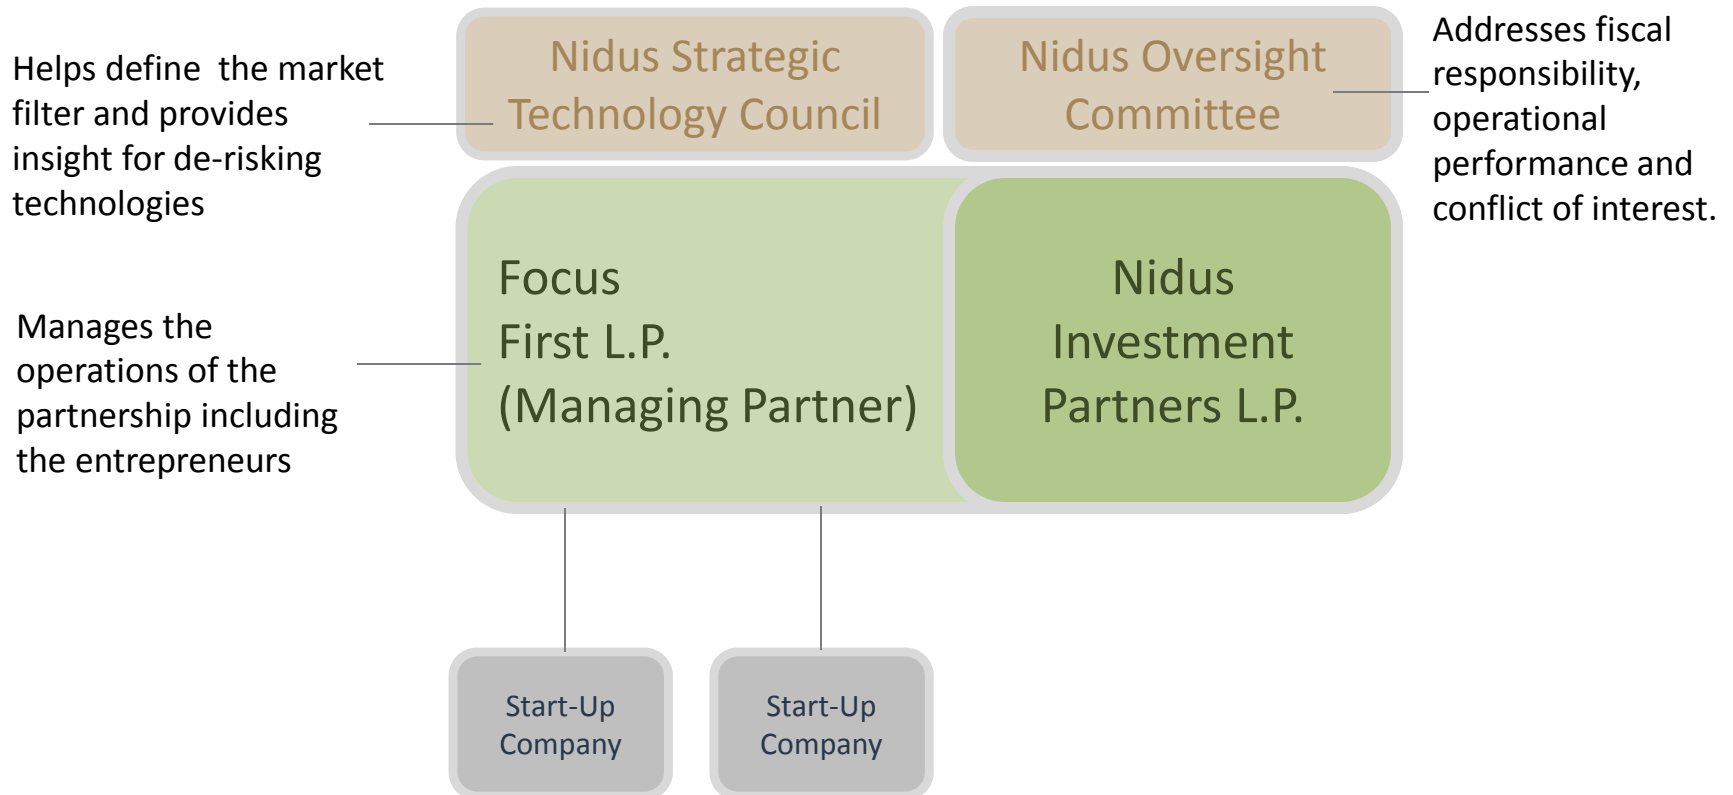 Helps define  the market
filter and provides
insight for de-risking
technologies
Nidus Strategic
Technology Council
Nidus Oversight
Committee
Addresses fiscal
responsibility,
operational
performance and
conflict of interest.
Manages the
operations of the
partnership including
the entrepreneurs
Focus
First L.P.
(Managing Partner)
Nidus
Investment
Partners L.P.
Start-Up
Company
Start-Up
Company